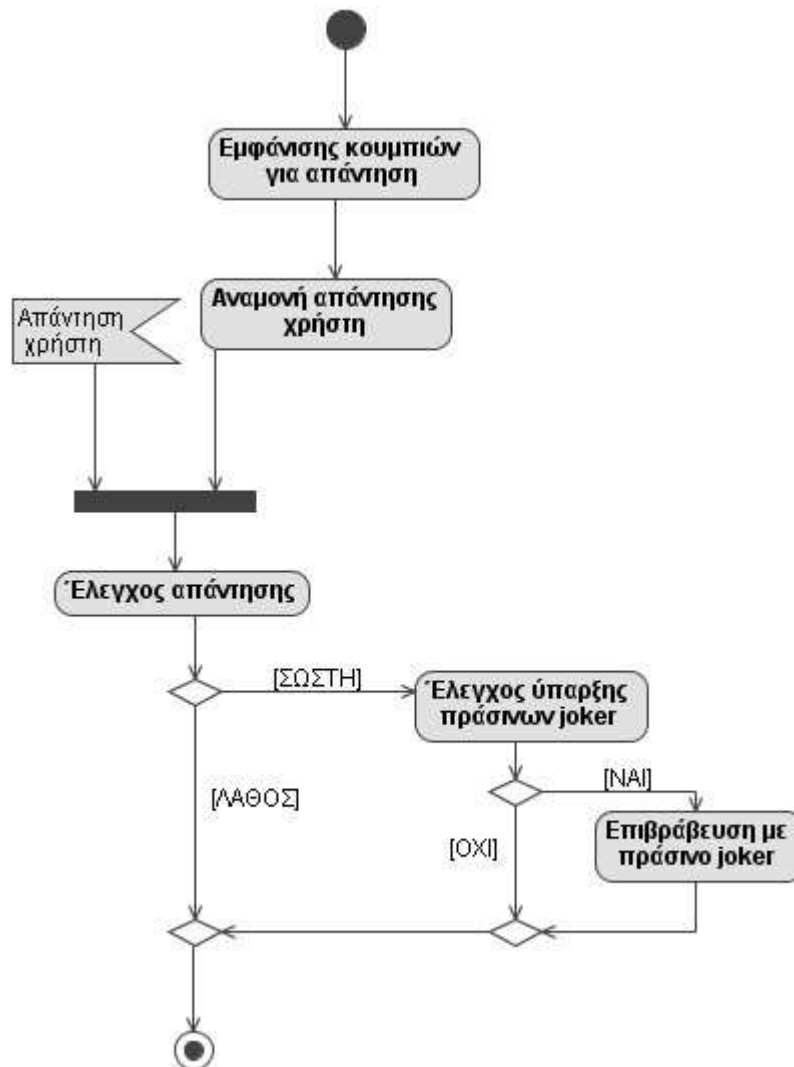 Εμφάνισης κουμπιών
για απάντηση
Αναμονή απάντησης
χρήστη
Απάντηση
χρήστη
Έλεγχος απάντησης
[ΣΩΣΤΗ]
Έλεγχος ύπαρξης
πράσινων joker
[ΛΑΘΟΣ]
[ΝΑΙ]
[ΟΧΙ]
Επιβράβευση με
πράσινο joker